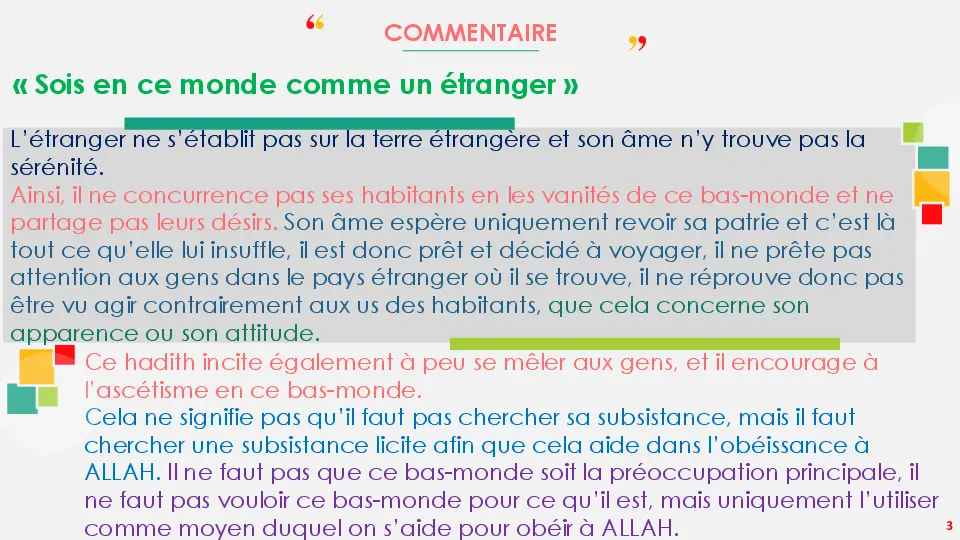 “ COMMENTAIRE ”
« Sois en ce monde comme un étranger »
L’étranger ne s’établit pas sur la terre étrangère et son âme n’y trouve pas la
sérénité.
Ainsi, il ne concurrence pas ses habitants en les vanités de ce bas-monde et ne
partage pas leurs désirs. Son âme espère uniquement revoir sa patrie et c’est là
tout ce qu’elle lui insuffle, il est donc prêt et décidé à voyager, il ne prête pas
attention aux gens dans le pays étranger où il se trouve, il ne réprouve donc pas
être vu agir contrairement aux us des habitants, que cela concerne son
apparence ou son attitude.
Ce hadith incite également à peu se mêler aux gens, et il encourage à
l’ascétisme en ce bas-monde.
Cela ne signifie pas qu’il faut pas chercher sa subsistance, mais il faut
chercher une subsistance licite afin que cela aide dans l’obéissance à
ALLAH. Il ne faut pas que ce bas-monde soit la préoccupation principale, il
ne faut pas vouloir ce bas-monde pour ce qu’il est, mais uniquement l’utiliser
comme moyen duquel on s’aide pour obéir à ALLAH.
3